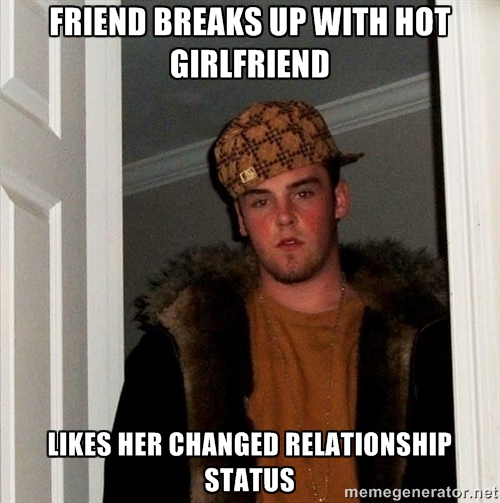 FRIEND BREAKS UP WITH HOT
GIRLFRIEND
LIKES HER CHANGED RELATIONSHIP
STATUS
memegenerator.net